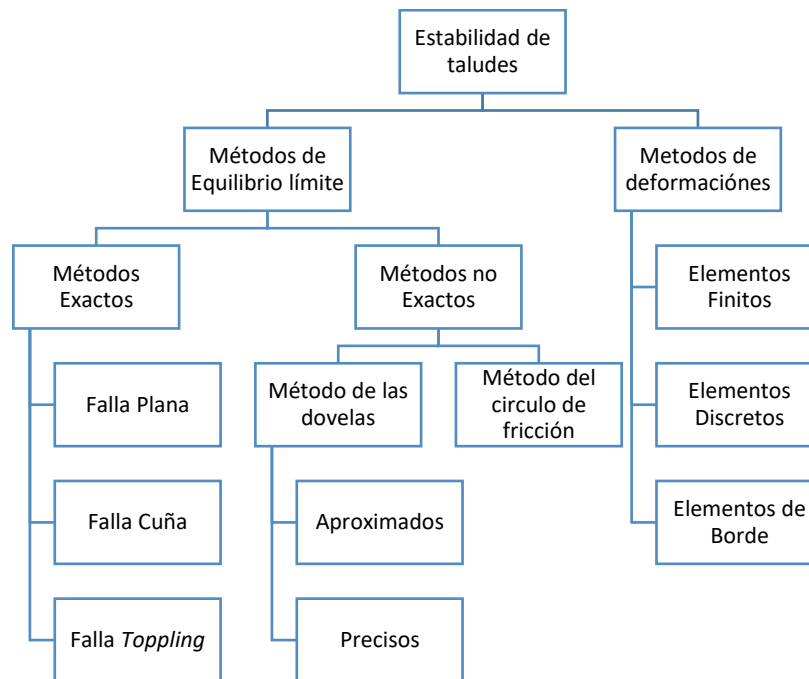 Estabilidad de
taludes
Métodos de
Equilibrio límite
Metodos de
deformaciónes
Métodos
Exactos
Métodos no
Exactos
Elementos
Finitos
Falla Plana
Método de las
dovelas
Método del
circulo de
fricción
Elementos
Discretos
Falla Cuña
Aproximados
Elementos de
Borde
Falla Toppling
Precisos